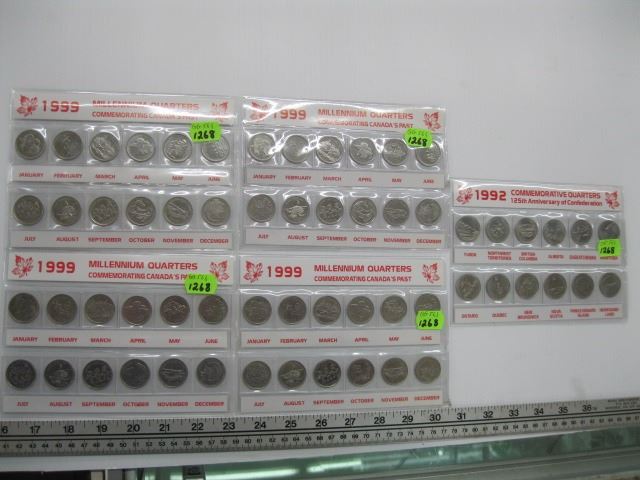 1999 MILLENNIUM QUARTERS
COMMEMORATING CANADA'S PAST
1268
JANUARY FEBRUARY MARCH APRIL MAY JUNE
JULY AUGUST SEPTEMBER OCTOBER NOVEMBER DECEMBER
1999 MILLENNIUM QUARTERS
COMMEMORATING CANADA'S PAST
1268
JANUARY FEBRUARY MARCH APRIL MAY JUNE
JULY AUGUST SEPTEMBER OCTOBER NOVEMBER DECEMBER
1999 MILLENNIUM QUARTERS
COMMEMORATING CANADA'S PAST
1268
JANUARY FEBRUARY MARCH APRIL MAY JUNE
JULY AUGUST SEPTEMBER OCTOBER NOVEMBER DECEMBER
1999 MILLENNIUM QUARTERS
COMMEMORATING CANADA'S PAST
1268
JANUARY FEBRUARY MARCH APRIL MAY JUNE
JULY AUGUST SEPTEMBER OCTOBER NOVEMBER DECEMBER
1992 COMMEMORATIVE QUARTERS
125th Anniversary of Confederation
1268
YUKON NORTHWEST TERRITORIES BRITISH COLUMBIA ALBERTA SASKATCHEWAN MANITOBA
ONTARIO QUEBEC NEW BRUNSWICK NOVA SCOTIA PRINCE EDWARD ISLAND NEWFOUNDLAND
17 18 19 20 21 22 23 24 25 26 27 28 29 30 31 32 33 34 35 36